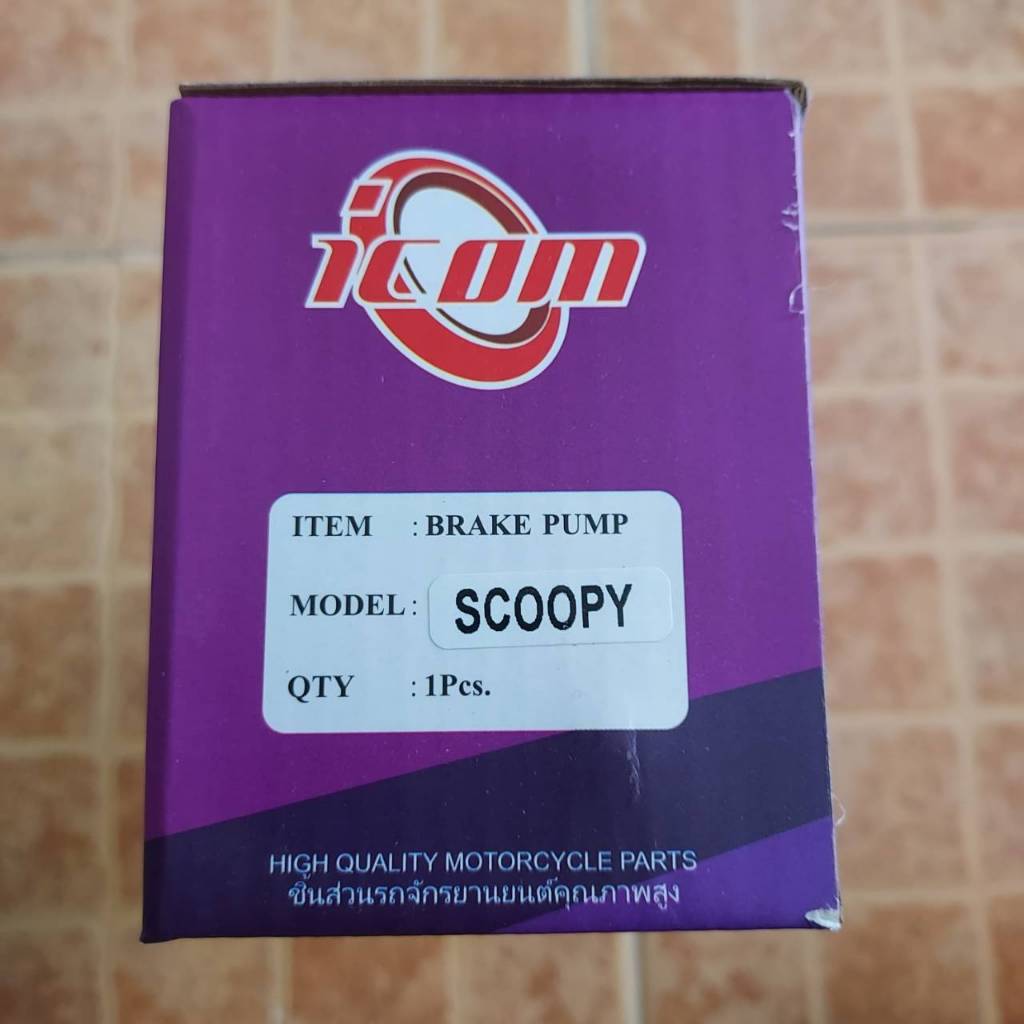 icom
ITEM : BRAKE PUMP
MODEL : SCOOPY
QTY : 1Pcs.
HIGH QUALITY MOTORCYCLE PARTS
ชิ้นส่วนรถจักรยานยนต์คุณภาพสูง